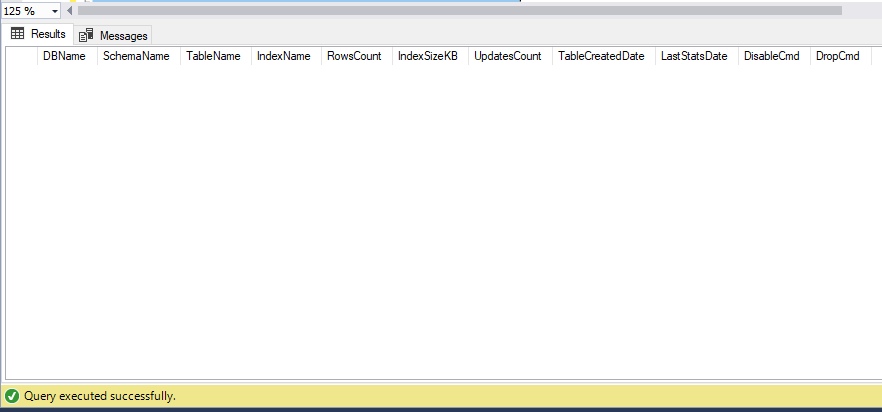 125 %
Results Messages
DBName SchemaName TableName IndexName RowsCount IndexSizeKB UpdatesCount TableCreatedDate LastStatsDate DisableCmd DropCmd
Query executed successfully.